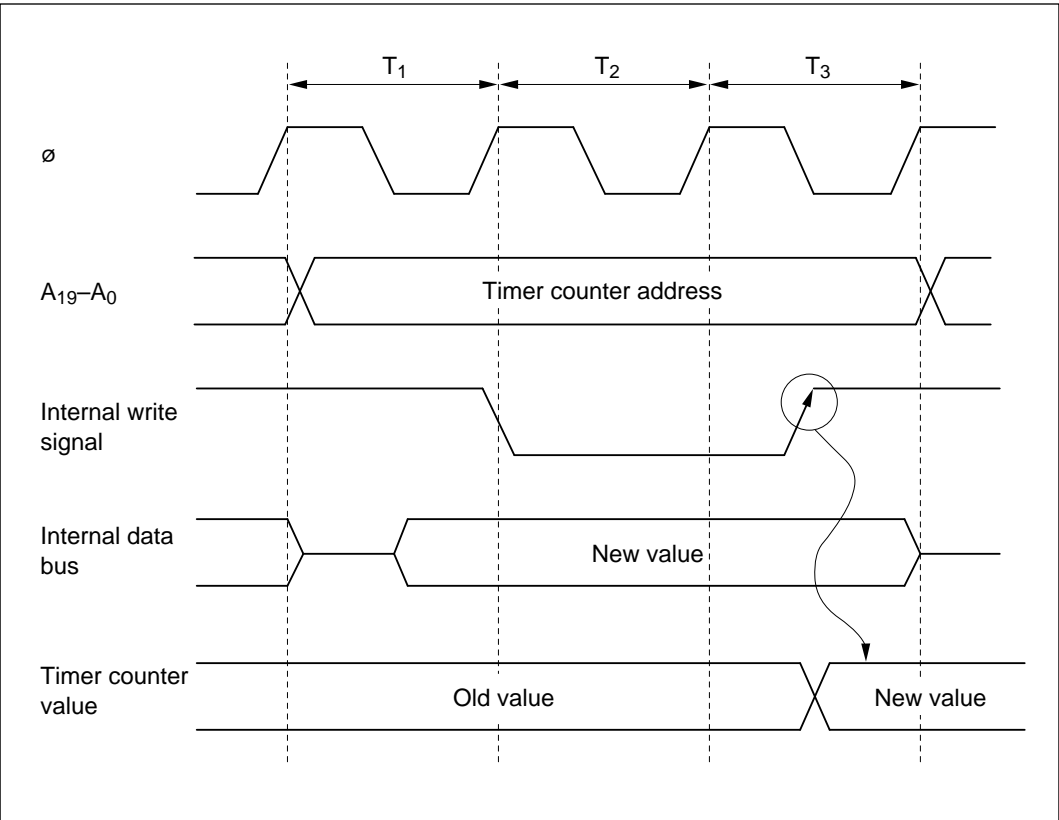 T1 T2 T3
ø
A19–A0
Timer counter address
Internal write
signal
Internal data
bus
New value
Timer counter
value
Old value
New value